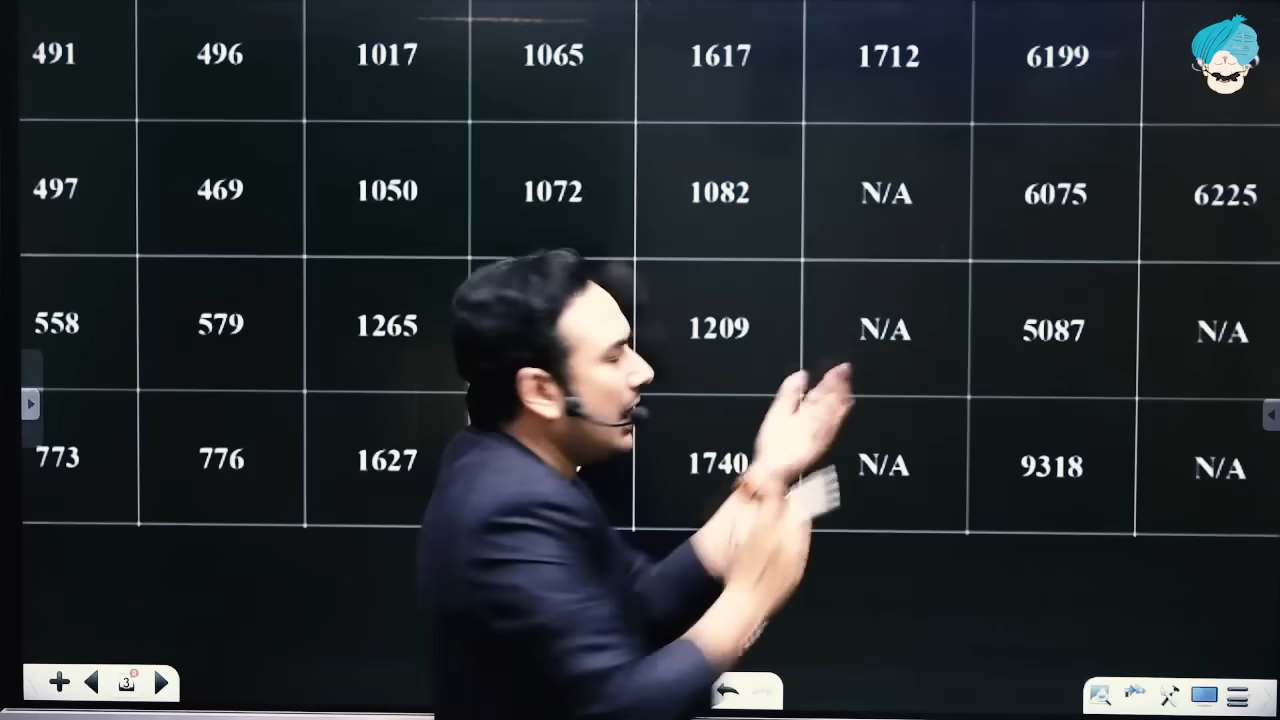 491 496 1017 1065 1617 1712 6199
497 469 1050 1072 1082 N/A 6075 6225
558 579 1265 1209 N/A 5087 N/A
773 776 1627 1740 N/A 9318 N/A
3